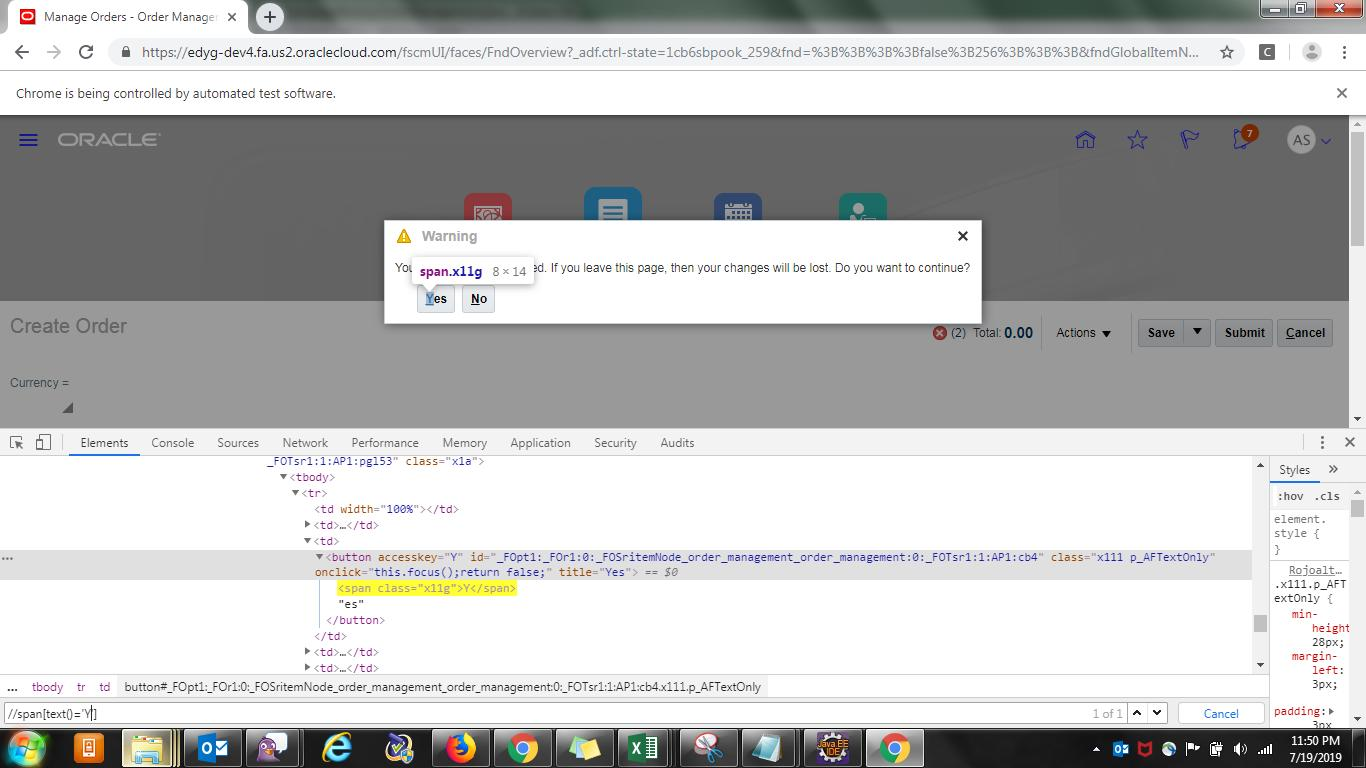 Manage Orders - Order Manager
https://edyg-dev4.fa.us2.oraclecloud.com/fscmUI/faces/FndOverview?_adf.ctrl-state=1cb6sbpook_259&fnd=%3B%3B%3B%3Bfalse%3B256%3B%3B%3B&fndGlobalItemN...
C
Chrome is being controlled by automated test software.
ORACLE
7
AS
Warning
You ed. If you leave this page, then your changes will be lost. Do you want to continue?
span.x11g 8 × 14
Yes No
Create Order
(2) Total: 0.00 Actions Save Submit Cancel
Currency =
Elements Console Sources Network Performance Memory Application Security Audits
_FOTsr1:1:AP1:pgl53" class="x1a">
<tbody>
<tr>
<td width="100%"></td>
<td>…</td>
<td>
<button accesskey="Y" id="_FOpt1:_FOr1:0:_FOSritemNode_order_management_order_management:0:_FOTsr1:1:AP1:cb4" class="x111 p_AFTextOnly"
onclick="this.focus();return false;" title="Yes"> == $0
<span class="x11g">Y</span>
"es"
</button>
</td>
<td>…</td>
<td>…</td>
... tbody tr td button#_FOpt1:_FOr1:0:_FOSritemNode_order_management_order_management:0:_FOTsr1:1:AP1:cb4.x111.p_AFTextOnly
//span[text()='Y']
1 of 1 Cancel
Styles »
:hov .cls
element.
style {
}
Rojoalt…
.x111.p_AFT
extOnly {
min-
height
28px;
margin-
left:
3px;
padding:
3px
Java EE
IDE
11:50 PM
7/19/2019